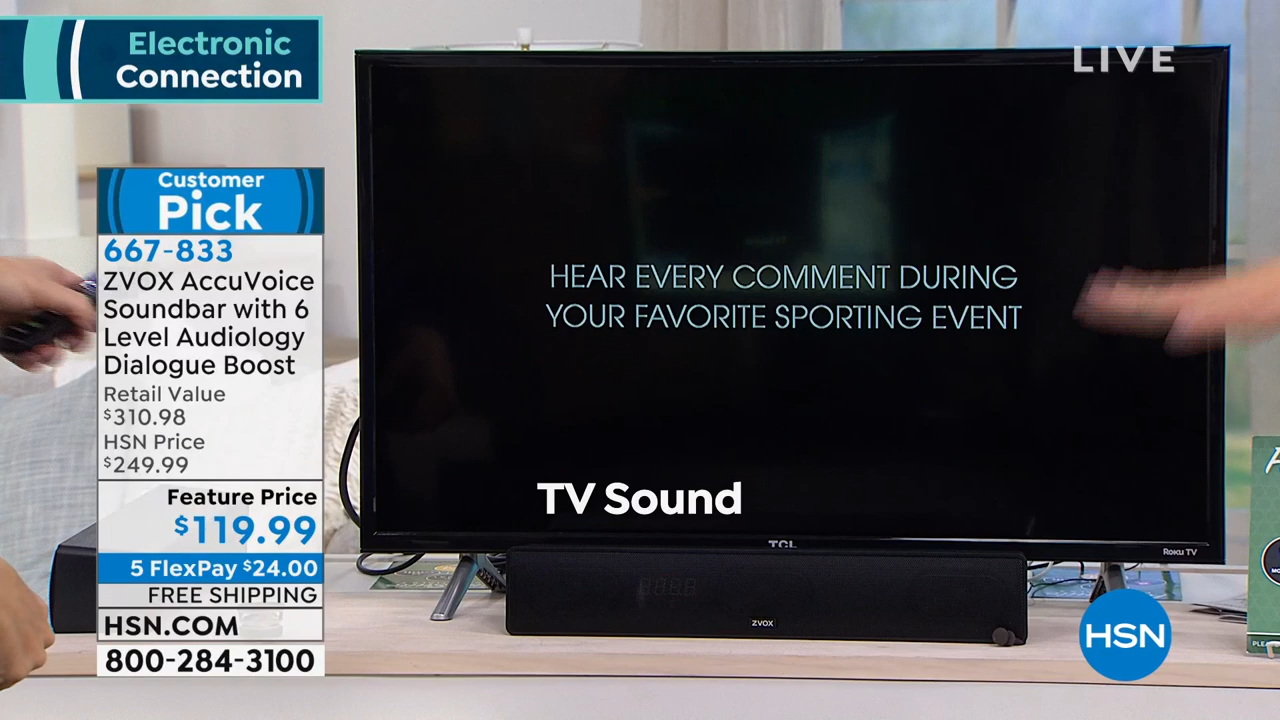 Electronic
Connection
LIVE
Customer
Pick
667-833
ZVOX AccuVoice
Soundbar with 6
Level Audiology
Dialogue Boost
Retail Value
$310.98
HSN Price
$249.99
Feature Price
$119.99
5 FlexPay $24.00
FREE SHIPPING
HSN.COM
800-284-3100
HEAR EVERY COMMENT DURING
YOUR FAVORITE SPORTING EVENT
TV Sound
TCL
Roku TV
ZVOX
HSN